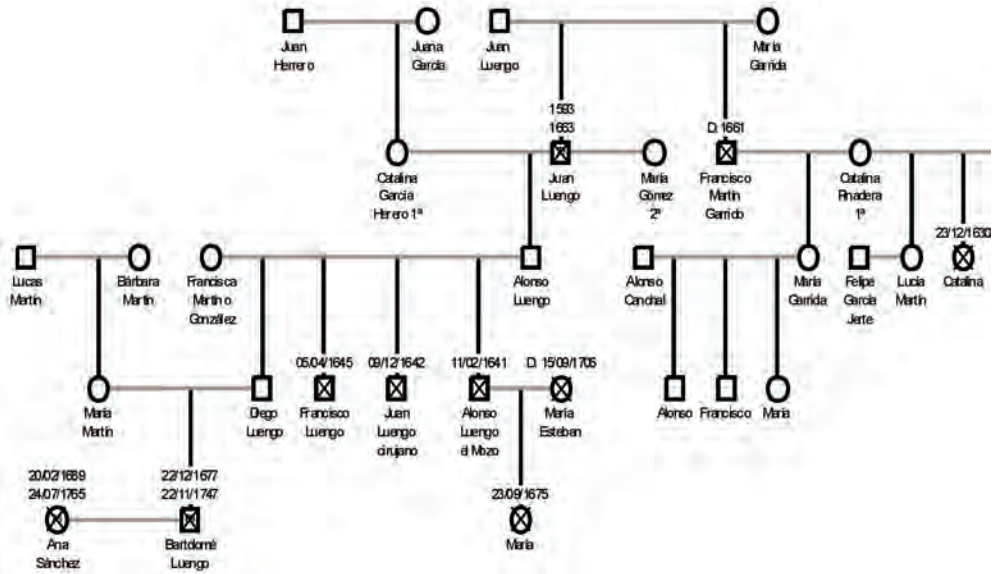 Juan
Herrero
Juana
García
Juan
Luengo
María
Garrida
1593
1663
D. 1661
Catalina
García
Herrero 1ª
Juan
Luengo
María
Gómez
2ª
Francisco
Martín
Garrido
Catalina
Pinadera
1ª
23/12/1630
Lucas
Martín
Bárbara
Martín
Francisca
Martín o
González
Alonso
Luengo
Alonso
Canchal
María
Garrida
Felipe
García
Jerte
Lucía
Martín
Catalina
05/04/1645
09/12/1642
11/02/1641
D. 15/09/1705
María
Martín
Diego
Luengo
Francisco
Luengo
Juan
Luengo
cirujano
Alonso
Luengo
el Mozo
María
Esteban
Alonso
Francisco
María
20/02/1689
24/07/1765
22/12/1677
22/11/1747
23/09/1675
Ana
Sánchez
Bartolomé
Luengo
María